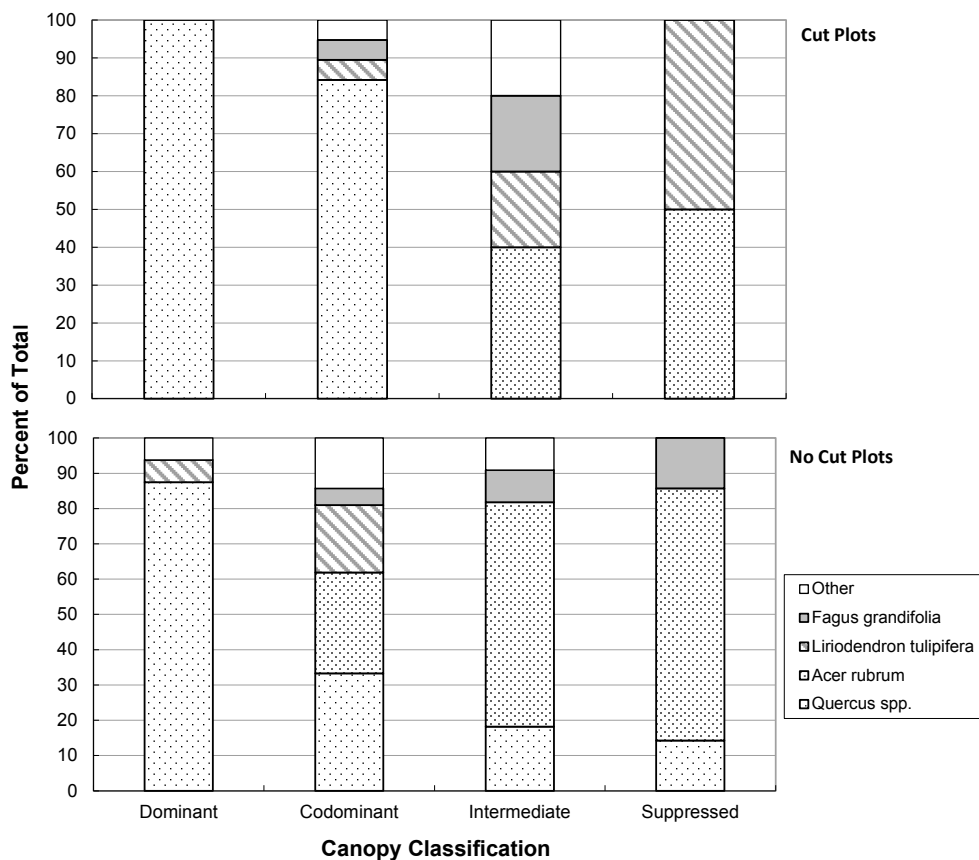 Cut Plots
100
90
80
70
60
50
40
30
20
10
0
Percent of Total
No Cut Plots
100
90
80
70
60
50
40
30
20
10
0
Dominant Codominant Intermediate Suppressed
Canopy Classification
Other
Fagus grandifolia
Liriodendron tulipifera
Acer rubrum
Quercus spp.